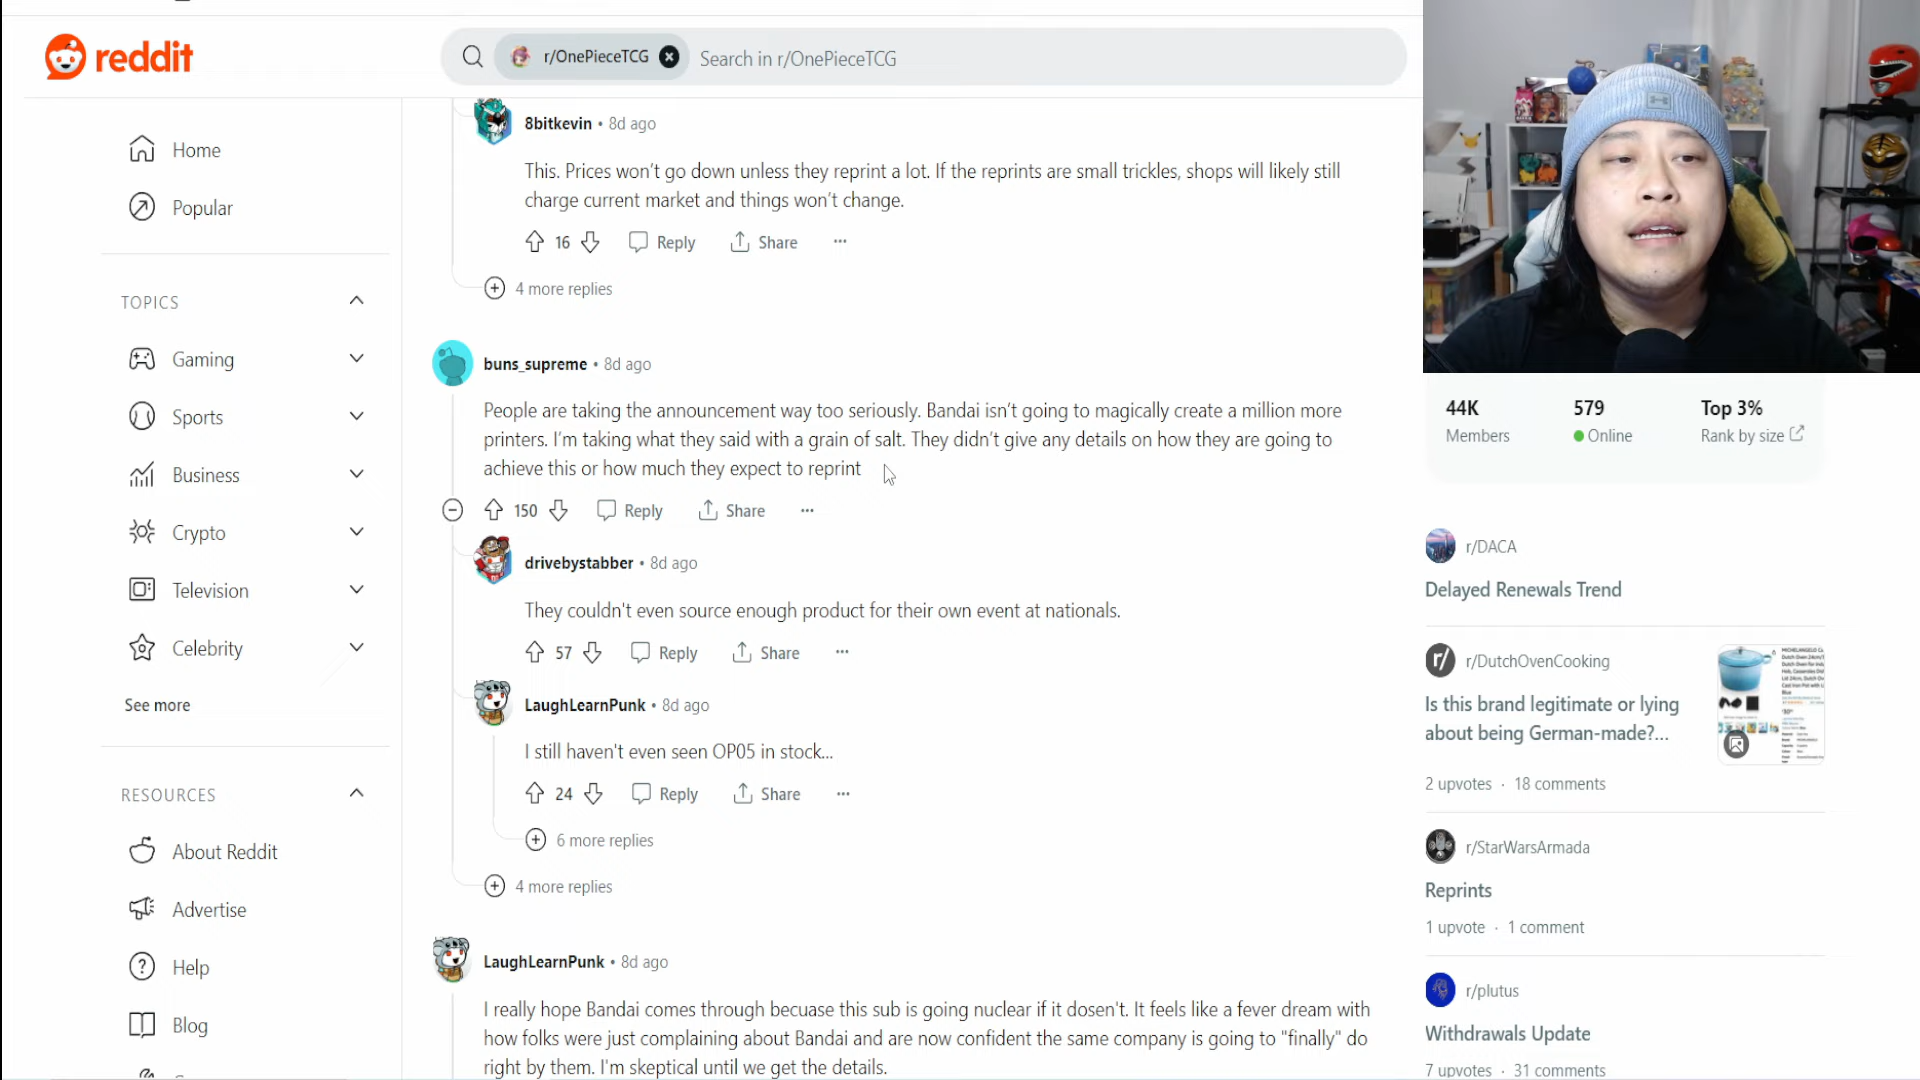 reddit
r/OnePieceTCG
Search in r/OnePieceTCG
Home
Popular
TOPICS
Gaming
Sports
Business
Crypto
Television
Celebrity
See more
RESOURCES
About Reddit
Advertise
Help
Blog
8bitkevin • 8d ago
This. Prices won’t go down unless they reprint a lot. If the reprints are small trickles, shops will likely still
charge current market and things won’t change.
16 Reply Share
4 more replies
buns_supreme • 8d ago
People are taking the announcement way too seriously. Bandai isn’t going to magically create a million more
printers. I’m taking what they said with a grain of salt. They didn’t give any details on how they are going to
achieve this or how much they expect to reprint
150 Reply Share
drivebystabber • 8d ago
They couldn't even source enough product for their own event at nationals.
57 Reply Share
LaughLearnPunk • 8d ago
I still haven't even seen OP05 in stock...
24 Reply Share
6 more replies
4 more replies
LaughLearnPunk • 8d ago
I really hope Bandai comes through becuase this sub is going nuclear if it dosen't. It feels like a fever dream with
how folks were just complaining about Bandai and are now confident the same company is going to "finally" do
right by them. I'm skeptical until we get the details.
44K 579 Top 3%
Members Online Rank by size
r/DACA
Delayed Renewals Trend
r/DutchOvenCooking
Is this brand legitimate or lying
about being German-made?...
2 upvotes · 18 comments
r/StarWarsArmada
Reprints
1 upvote · 1 comment
r/plutus
Withdrawals Update
7 upvotes · 31 comments